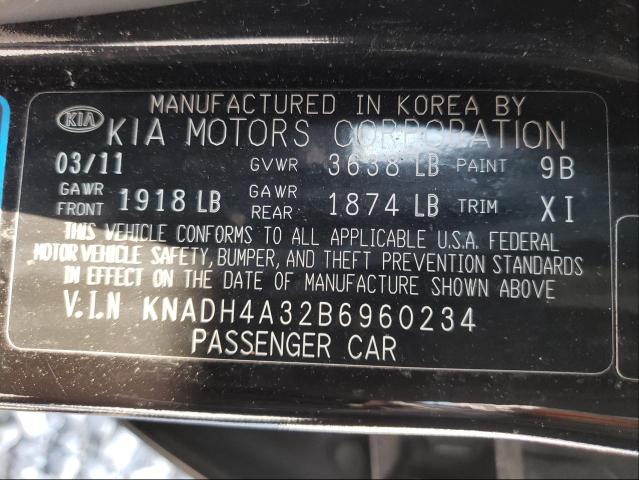 MANUFACTURED IN KOREA BY
KIA KIA MOTORS CORPORATION
03/11 GVWR 3638 LB PAINT 9B
GAWR FRONT 1918 LB GAWR REAR 1874 LB TRIM XI
THIS VEHICLE CONFORMS TO ALL APPLICABLE U.S.A. FEDERAL
MOTOR VEHICLE SAFETY, BUMPER, AND THEFT PREVENTION STANDARDS
IN EFFECT ON THE DATE OF MANUFACTURE SHOWN ABOVE
V.I.N KNADH4A32B6960234
PASSENGER CAR